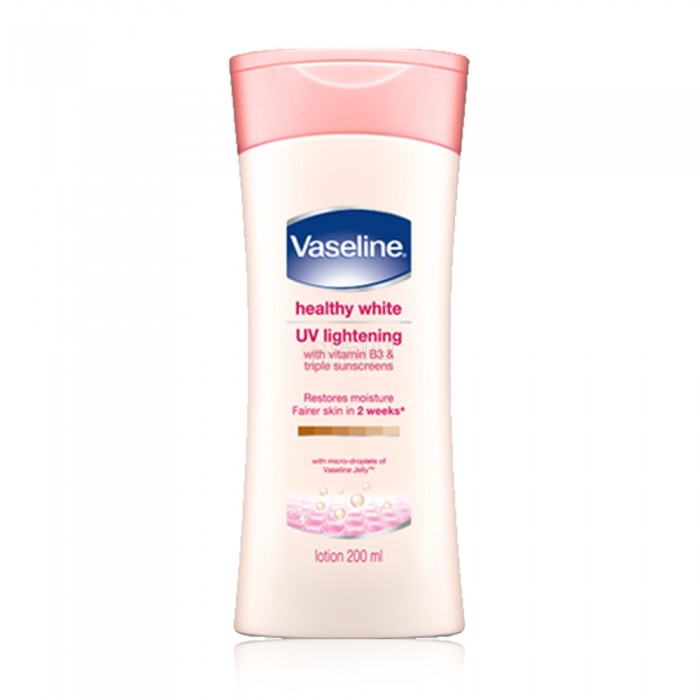 Vaseline®
healthy white
UV lightening
with vitamin B3 &
triple sunscreens
Restores moisture
Fairer skin in 2 weeks*
with micro-droplets of
Vaseline Jelly™
lotion 200 ml